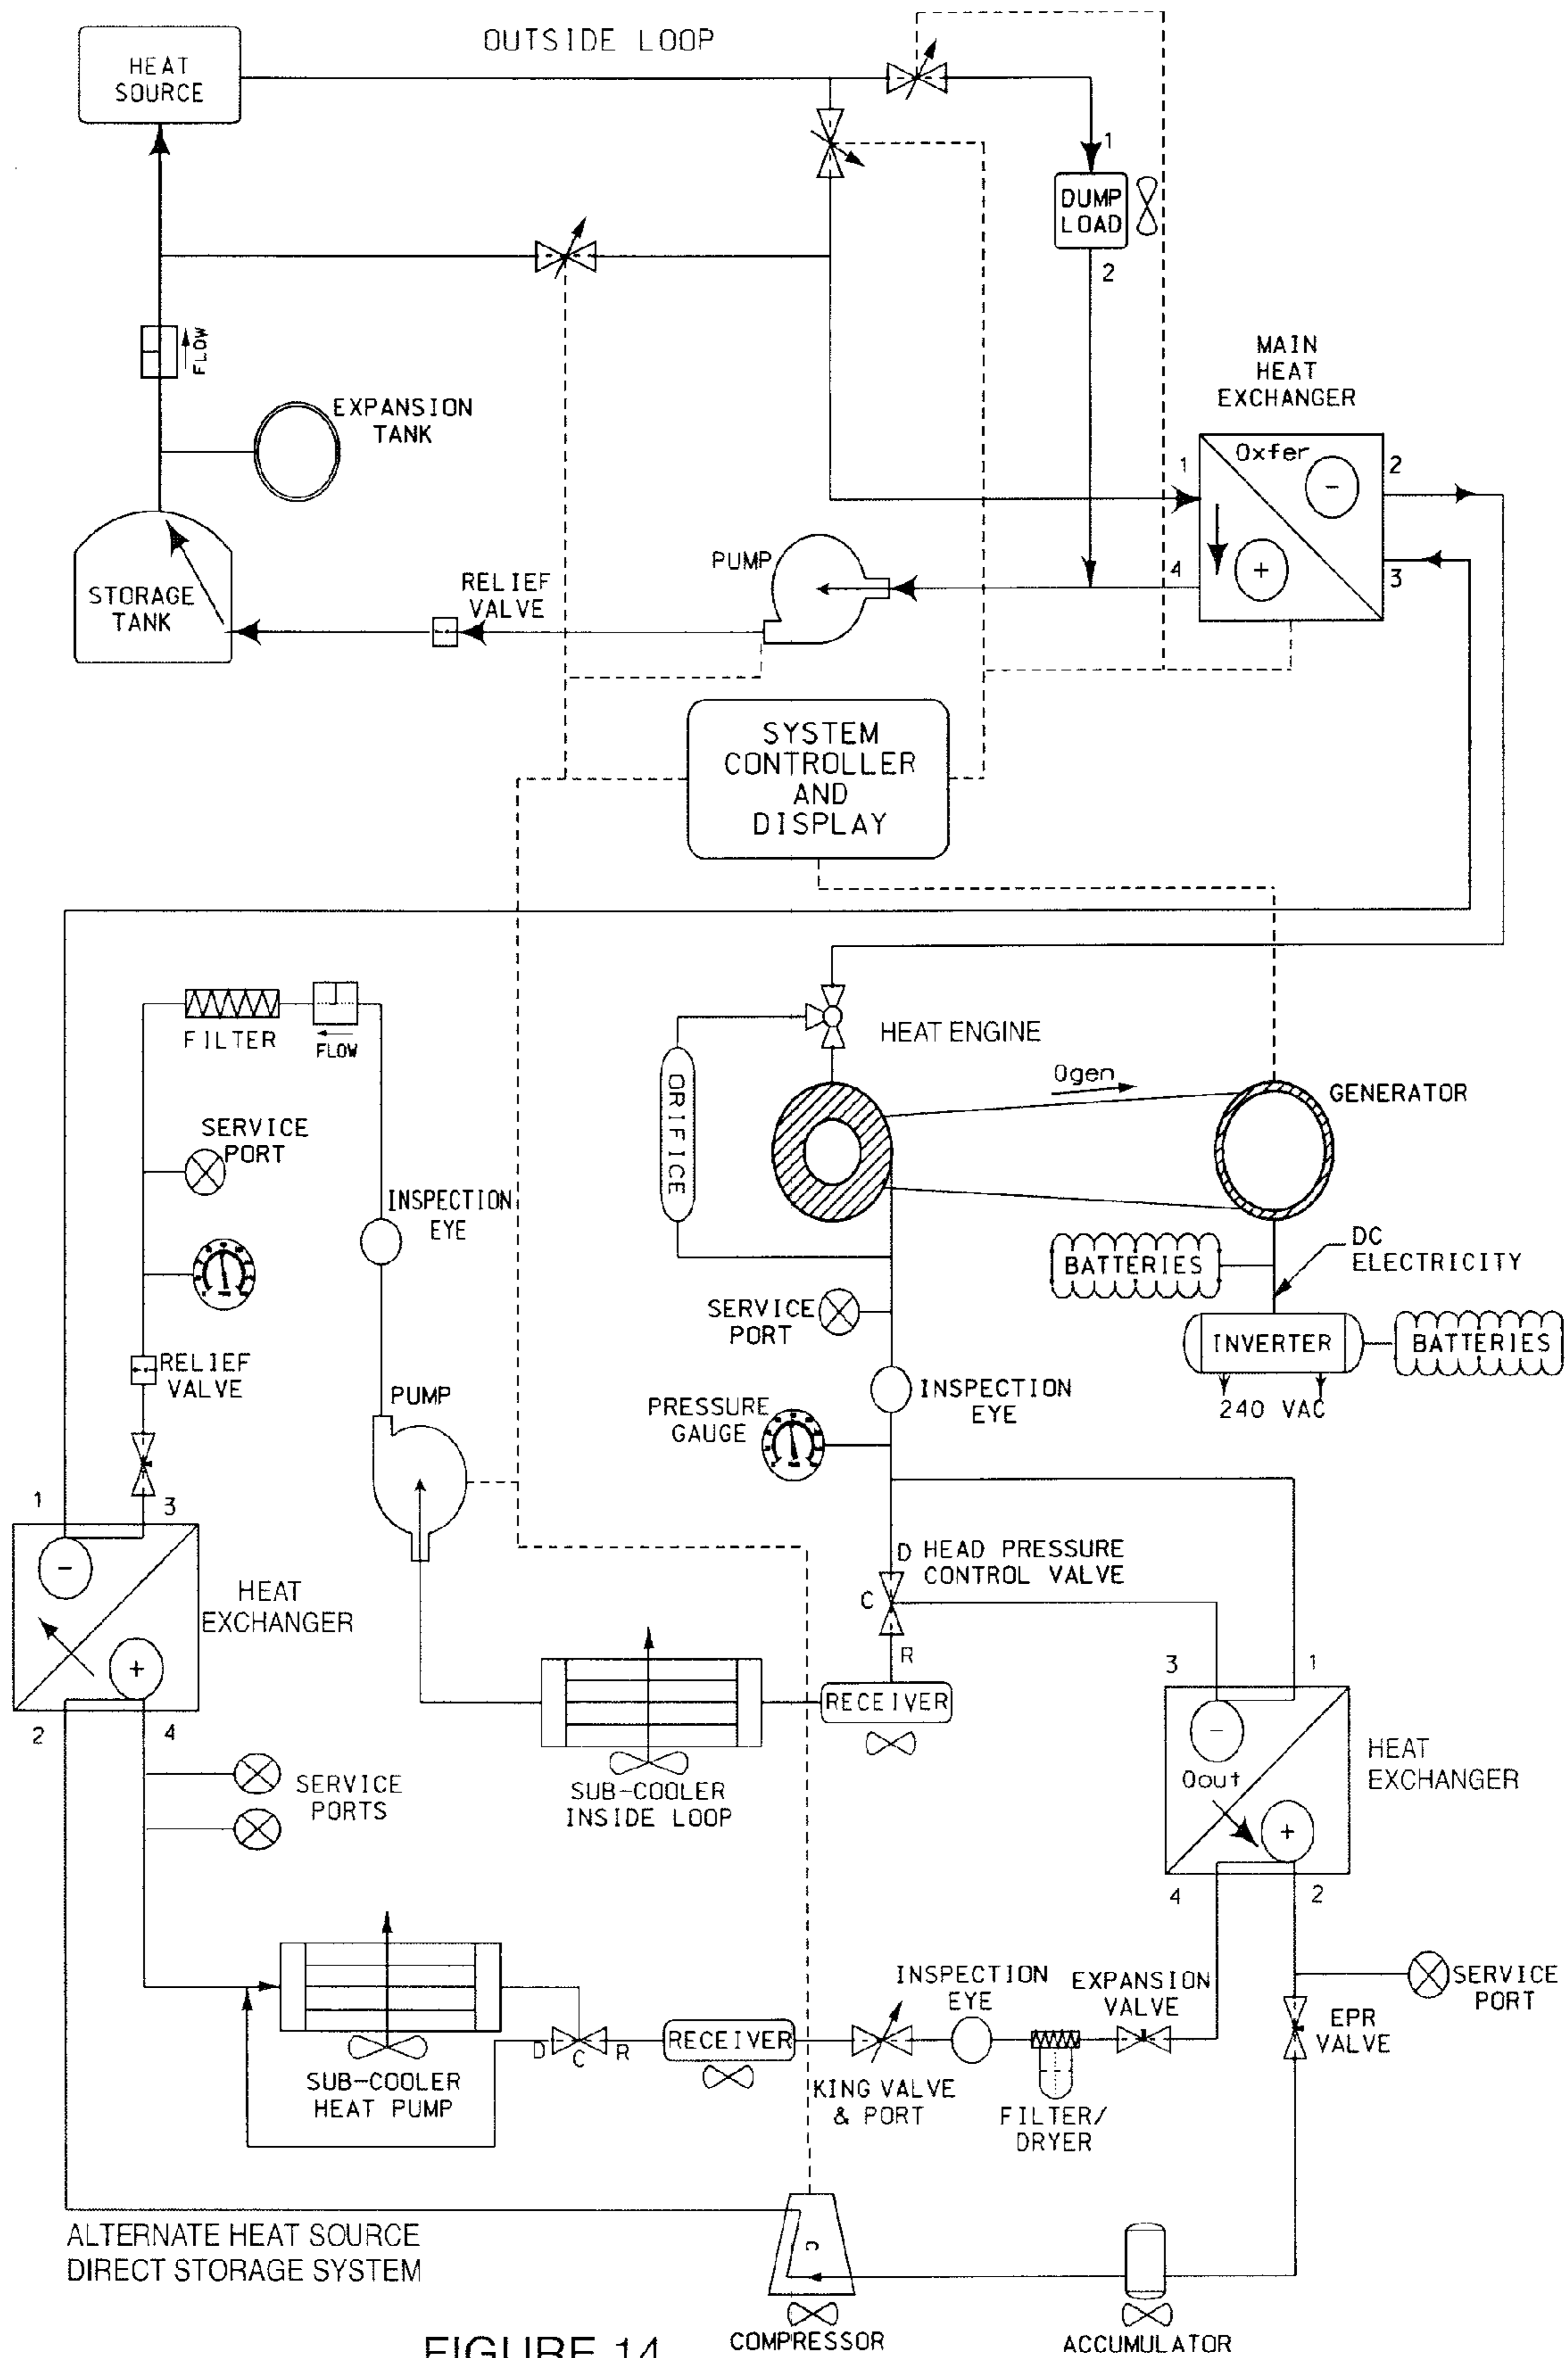 OUTSIDE LOOP
HEAT
SOURCE
1
DUMP
LOAD
2
FLOW
EXPANSION
TANK
MAIN
HEAT
EXCHANGER
Qxfer
1
2
-
PUMP
4
+
3
RELIEF
VALVE
STORAGE
TANK
SYSTEM
CONTROLLER
AND
DISPLAY
FILTER
FLOW
HEAT ENGINE
ORIFICE
Qgen
GENERATOR
SERVICE
PORT
INSPECTION
EYE
DC
ELECTRICITY
BATTERIES
SERVICE
PORT
INVERTER
BATTERIES
240 VAC
RELIEF
VALVE
PUMP
INSPECTION
EYE
PRESSURE
GAUGE
1
3
-
HEAT
EXCHANGER
+
2
4
D HEAD PRESSURE
CONTROL VALVE
C
R
RECEIVER
3
1
-
Qout
HEAT
EXCHANGER
+
4
2
SERVICE
PORTS
SUB-COOLER
INSIDE LOOP
SERVICE
PORT
EPR
VALVE
INSPECTION
EYE
EXPANSION
VALVE
D
C
R
RECEIVER
SUB-COOLER
HEAT PUMP
KING VALVE
& PORT
FILTER/
DRYER
ALTERNATE HEAT SOURCE
DIRECT STORAGE SYSTEM
COMPRESSOR
ACCUMULATOR
FIGURE 14